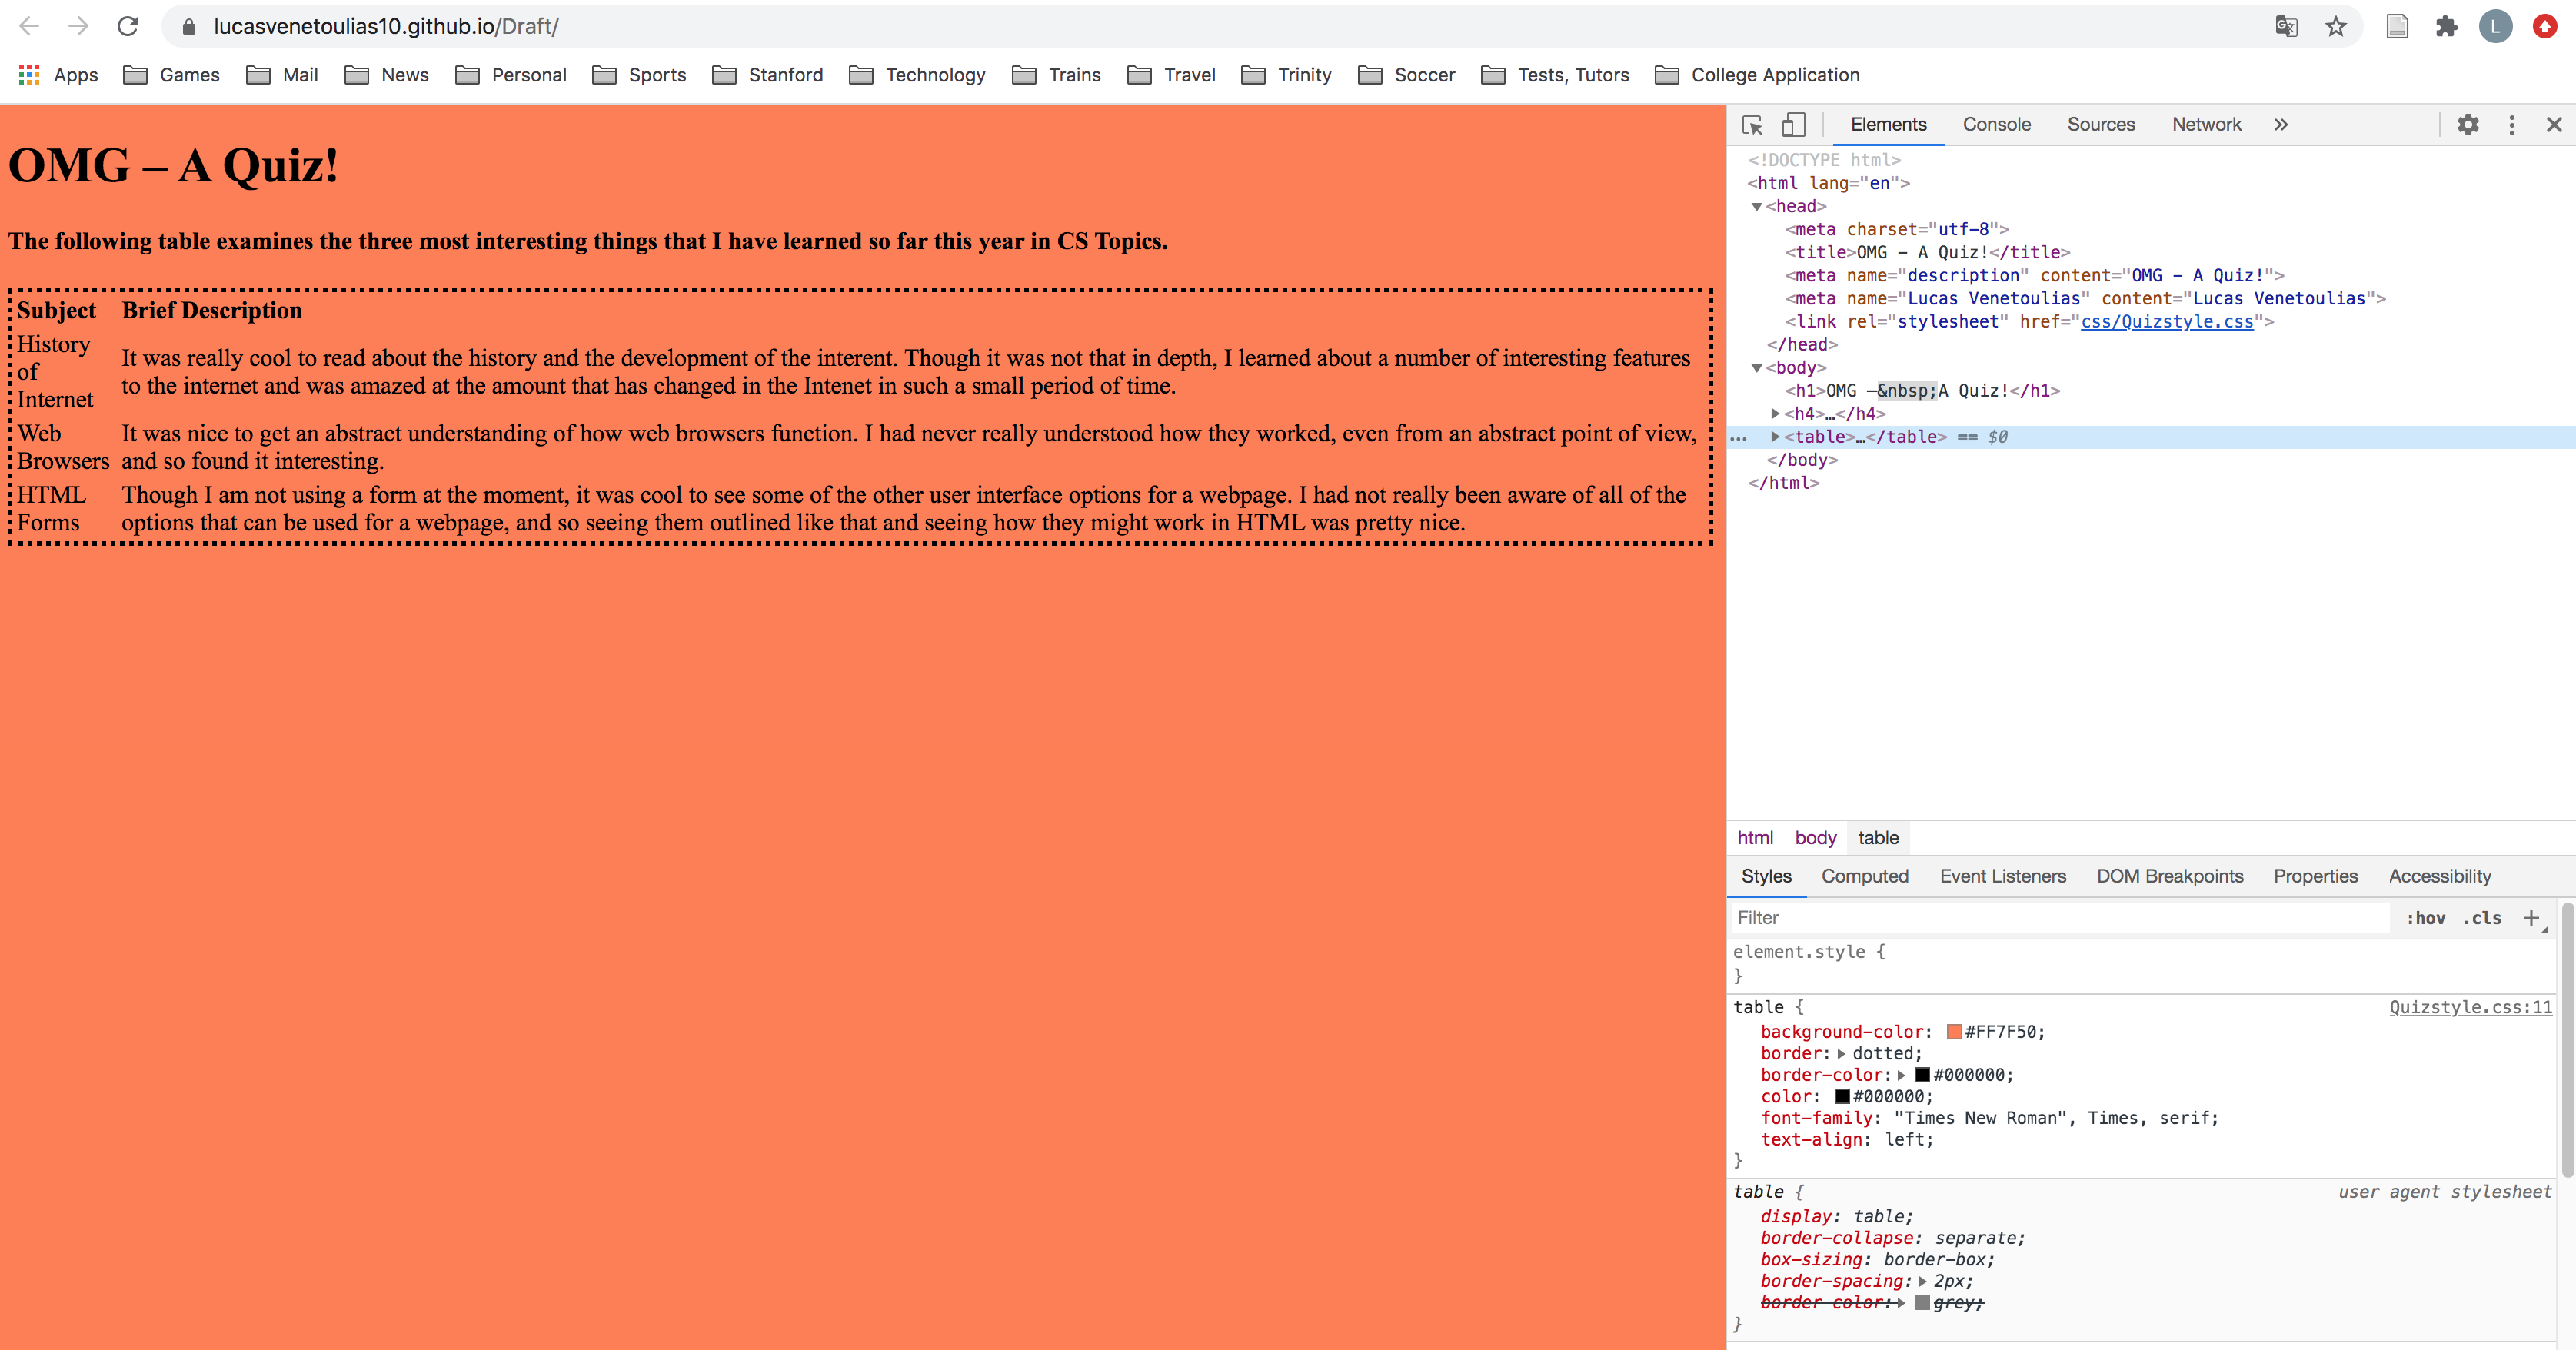 lucasvenetoulias10.github.io/Draft/
L
Apps Games Mail News Personal Sports Stanford Technology Trains Travel Trinity Soccer Tests, Tutors College Application
OMG – A Quiz!
The following table examines the three most interesting things that I have learned so far this year in CS Topics.
Subject Brief Description
History of Internet
It was really cool to read about the history and the development of the interent. Though it was not that in depth, I learned about a number of interesting features
to the internet and was amazed at the amount that has changed in the Intenet in such a small period of time.
Web Browsers
It was nice to get an abstract understanding of how web browsers function. I had never really understood how they worked, even from an abstract point of view,
and so found it interesting.
HTML Forms
Though I am not using a form at the moment, it was cool to see some of the other user interface options for a webpage. I had not really been aware of all of the
options that can be used for a webpage, and so seeing them outlined like that and seeing how they might work in HTML was pretty nice.
Elements Console Sources Network »
<!DOCTYPE html>
<html lang="en">
<head>
<meta charset="utf-8">
<title>OMG – A Quiz!</title>
<meta name="description" content="OMG – A Quiz!">
<meta name="Lucas Venetoulias" content="Lucas Venetoulias">
<link rel="stylesheet" href="css/Quizstyle.css">
</head>
<body>
<h1>OMG –&nbsp;A Quiz!</h1>
<h4>…</h4>
… <table>…</table> == $0
</body>
</html>
html body table
Styles Computed Event Listeners DOM Breakpoints Properties Accessibility
Filter :hov .cls +
element.style {
}
table { Quizstyle.css:11
background-color: #FF7F50;
border: dotted;
border-color: #000000;
color: #000000;
font-family: "Times New Roman", Times, serif;
text-align: left;
}
table { user agent stylesheet
display: table;
border-collapse: separate;
box-sizing: border-box;
border-spacing: 2px;
border-color: grey;
}